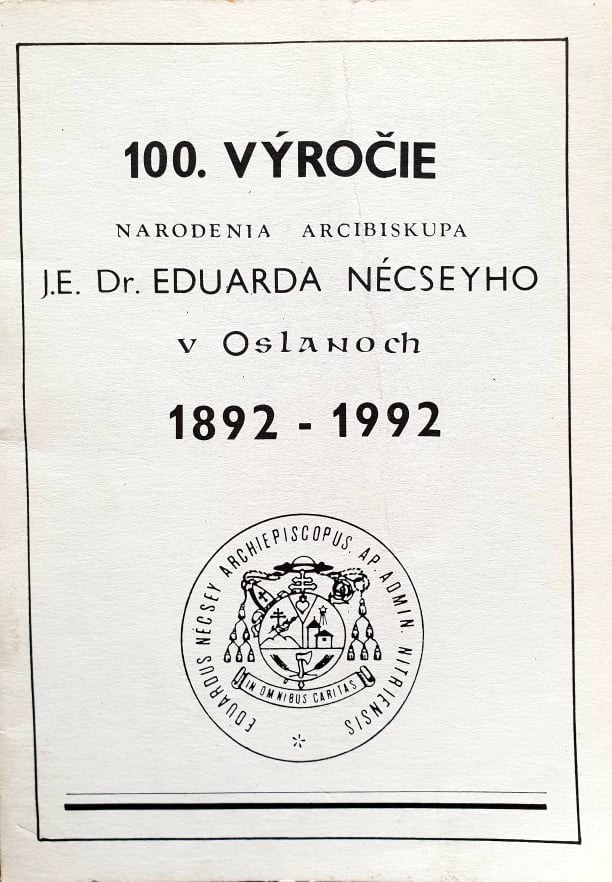 100. VÝROČIE
NARODENIA ARCIBISKUPA
J.E. Dr. EDUARDA NÉCSEYHO
v Oslanoch
1892 - 1992
EDUARDUS NÉCSEY ARCHIEPISCOPUS. AP. ADMIN. NITRIENSIS
IN OMNIBUS CARITAS